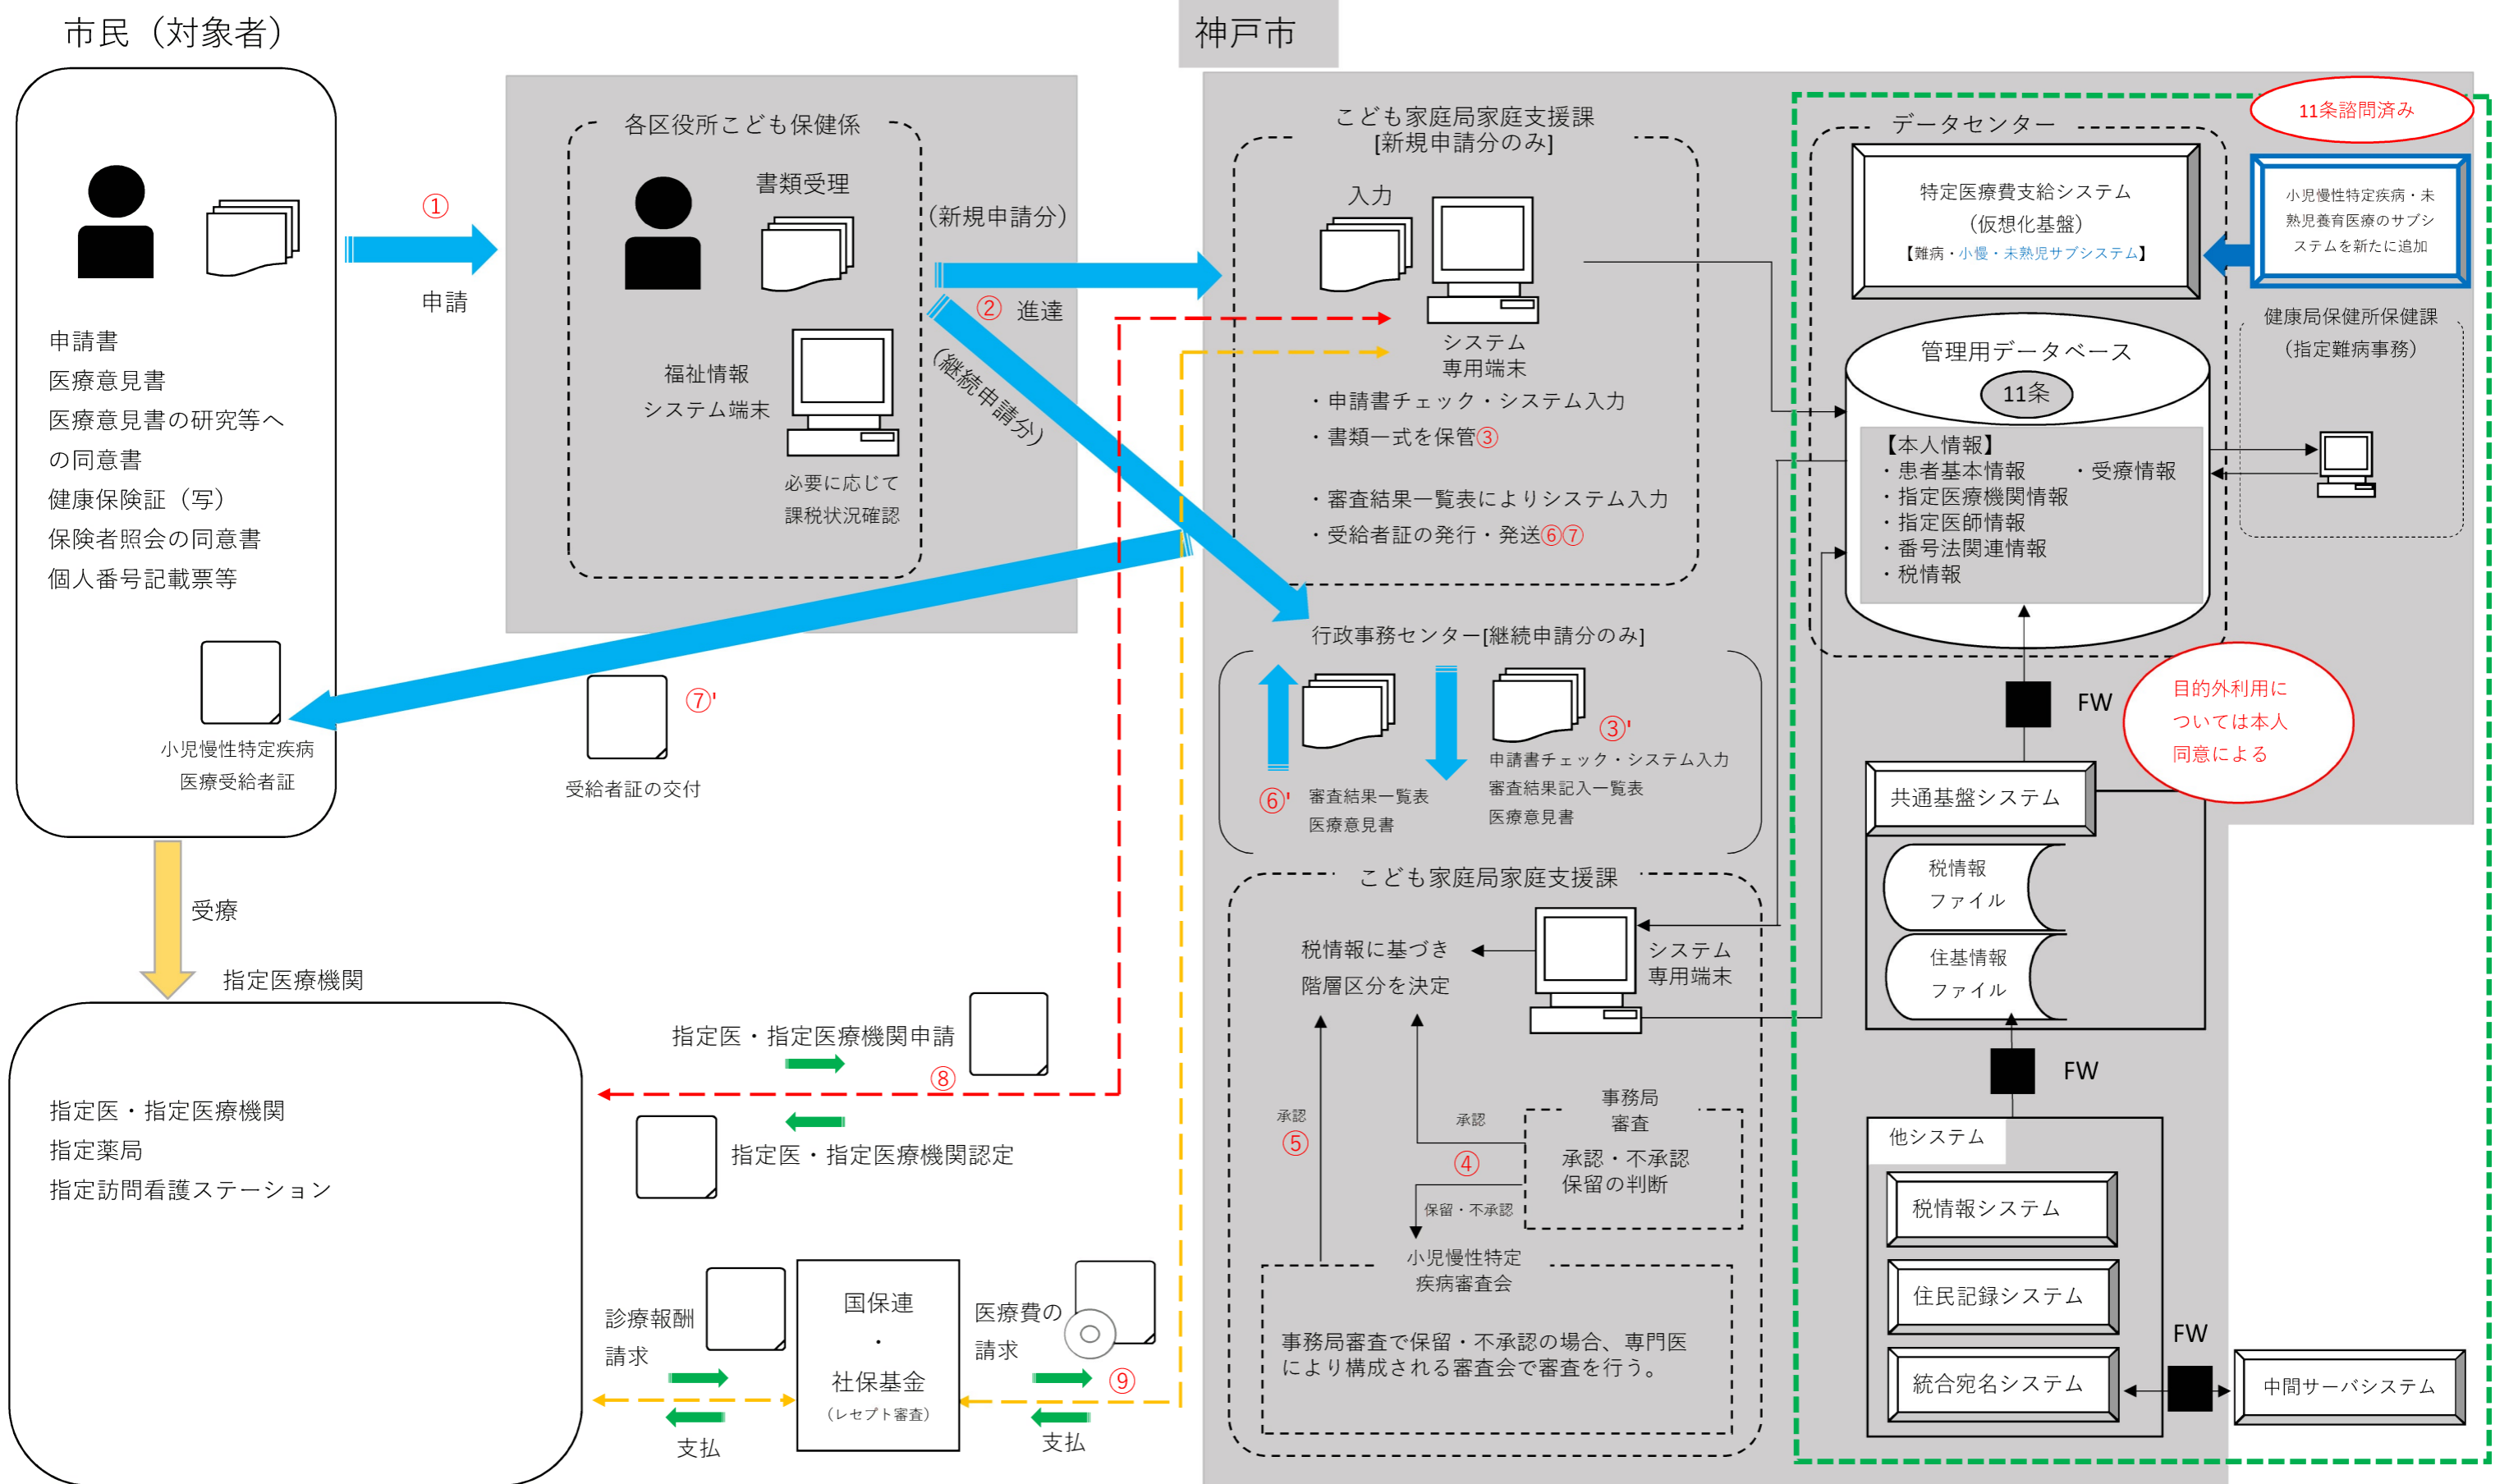 市民（対象者）
神戸市
申請書
医療意見書
医療意見書の研究等へ
の同意書
健康保険証（写）
保険者照会の同意書
個人番号記載票等
小児慢性特定疾病
医療受給者証
①
申請
各区役所こども保健係
書類受理
福祉情報
システム端末
必要に応じて
課税状況確認
（新規申請分）
② 進達
（継続申請分）
⑦'
受給者証の交付
こども家庭局家庭支援課
[新規申請分のみ]
入力
システム
専用端末
・申請書チェック・システム入力
・書類一式を保管③
・審査結果一覧表によりシステム入力
・受給者証の発行・発送⑥⑦
行政事務センター[継続申請分のみ]
⑥'
審査結果一覧表
医療意見書
③'
申請書チェック・システム入力
審査結果記入一覧表
医療意見書
こども家庭局家庭支援課
税情報に基づき
階層区分を決定
システム
専用端末
承認
⑤
承認
④
保留・不承認
事務局
審査
承認・不承認
保留の判断
小児慢性特定
疾病審査会
事務局審査で保留・不承認の場合、専門医
により構成される審査会で審査を行う。
データセンター
11条諮問済み
特定医療費支給システム
（仮想化基盤）
【難病・小慢・未熟児サブシステム】
小児慢性特定疾病・未
熟児養育医療のサブシ
ステムを新たに追加
健康局保健所保健課
（指定難病事務）
管理用データベース
11条
【本人情報】
・患者基本情報 ・受療情報
・指定医療機関情報
・指定医師情報
・番号法関連情報
・税情報
FW
目的外利用に
ついては本人
同意による
共通基盤システム
税情報
ファイル
住基情報
ファイル
FW
他システム
税情報システム
住民記録システム
統合宛名システム
FW
中間サーバシステム
受療
指定医療機関
指定医・指定医療機関
指定薬局
指定訪問看護ステーション
指定医・指定医療機関申請
⑧
指定医・指定医療機関認定
診療報酬
請求
支払
国保連
・
社保基金
（レセプト審査）
医療費の
請求
⑨
支払